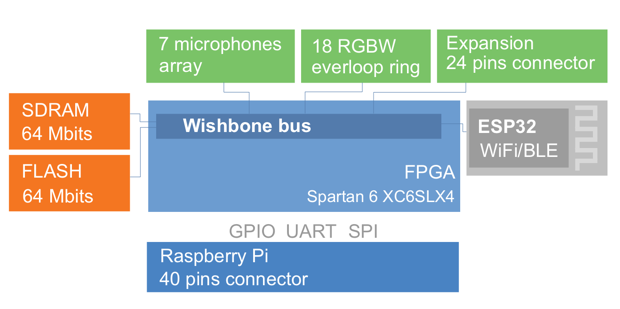 7 microphones
array
18 RGBW
everloop ring
Expansion
24 pins connector
SDRAM
64 Mbits
Wishbone bus
ESP32
WiFi/BLE
FLASH
64 Mbits
FPGA
Spartan 6 XC6SLX4
GPIO UART SPI
Raspberry Pi
40 pins connector